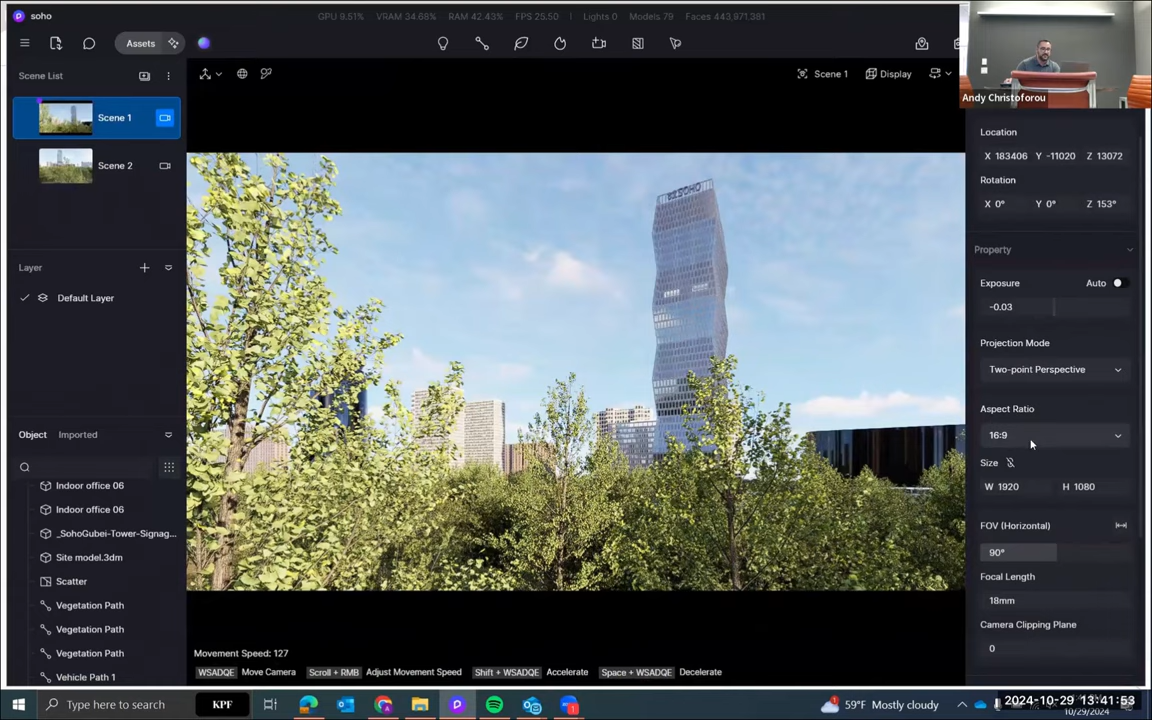 soho
GPU 9.51% VRAM 34.68% RAM 42.43% FPS 25.50 Lights 0 Models 79 Faces 443,971,381
Assets
Scene List
Scene 1
Scene 2
Layer
Default Layer
Object Imported
Indoor office 06
Indoor office 06
_SohoGubei-Tower-Signag...
Site model.3dm
Scatter
Vegetation Path
Vegetation Path
Vegetation Path
Vehicle Path 1
Scene 1 Display
SOHO
Movement Speed: 127
WSADQE Move Camera Scroll + RMB Adjust Movement Speed Shift + WSADQE Accelerate Space + WSADQE Decelerate
Andy Christoforou
Location
X 183406 Y -11020 Z 13072
Rotation
X 0° Y 0° Z 153°
Property
Exposure Auto
-0.03
Projection Mode
Two-point Perspective
Aspect Ratio
16:9
Size
W 1920 H 1080
FOV (Horizontal)
90°
Focal Length
18mm
Camera Clipping Plane
0
Type here to search KPF 59°F Mostly cloudy
2024-10-29 13:41:53
10/29/2024